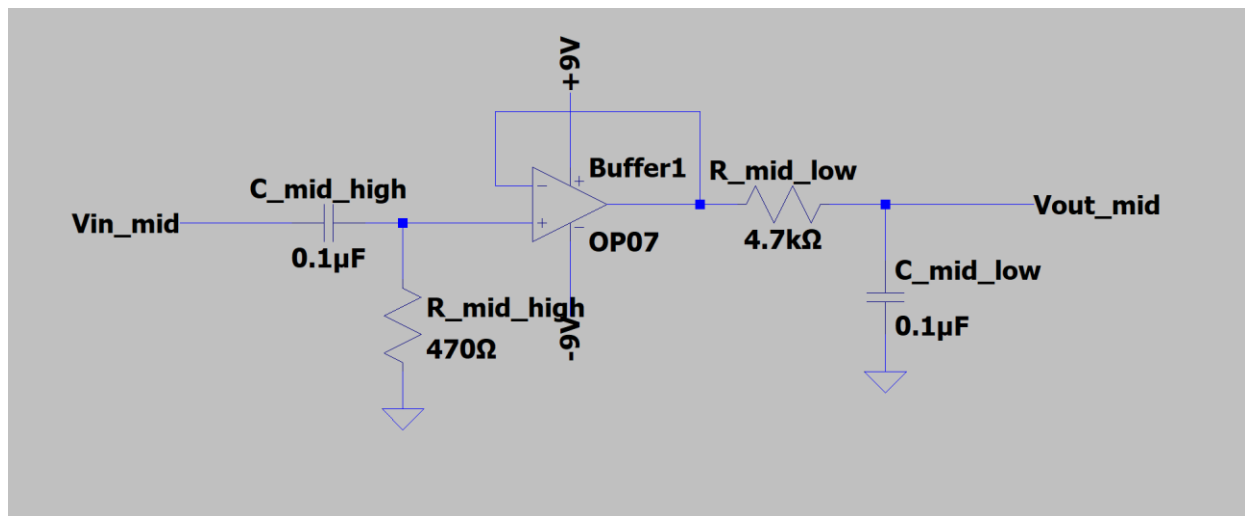 +9V
Buffer1
R_mid_low
C_mid_high
Vin_mid
Vout_mid
0.1µF
OP07
4.7kΩ
C_mid_low
R_mid_high
0.1µF
-9V
470Ω